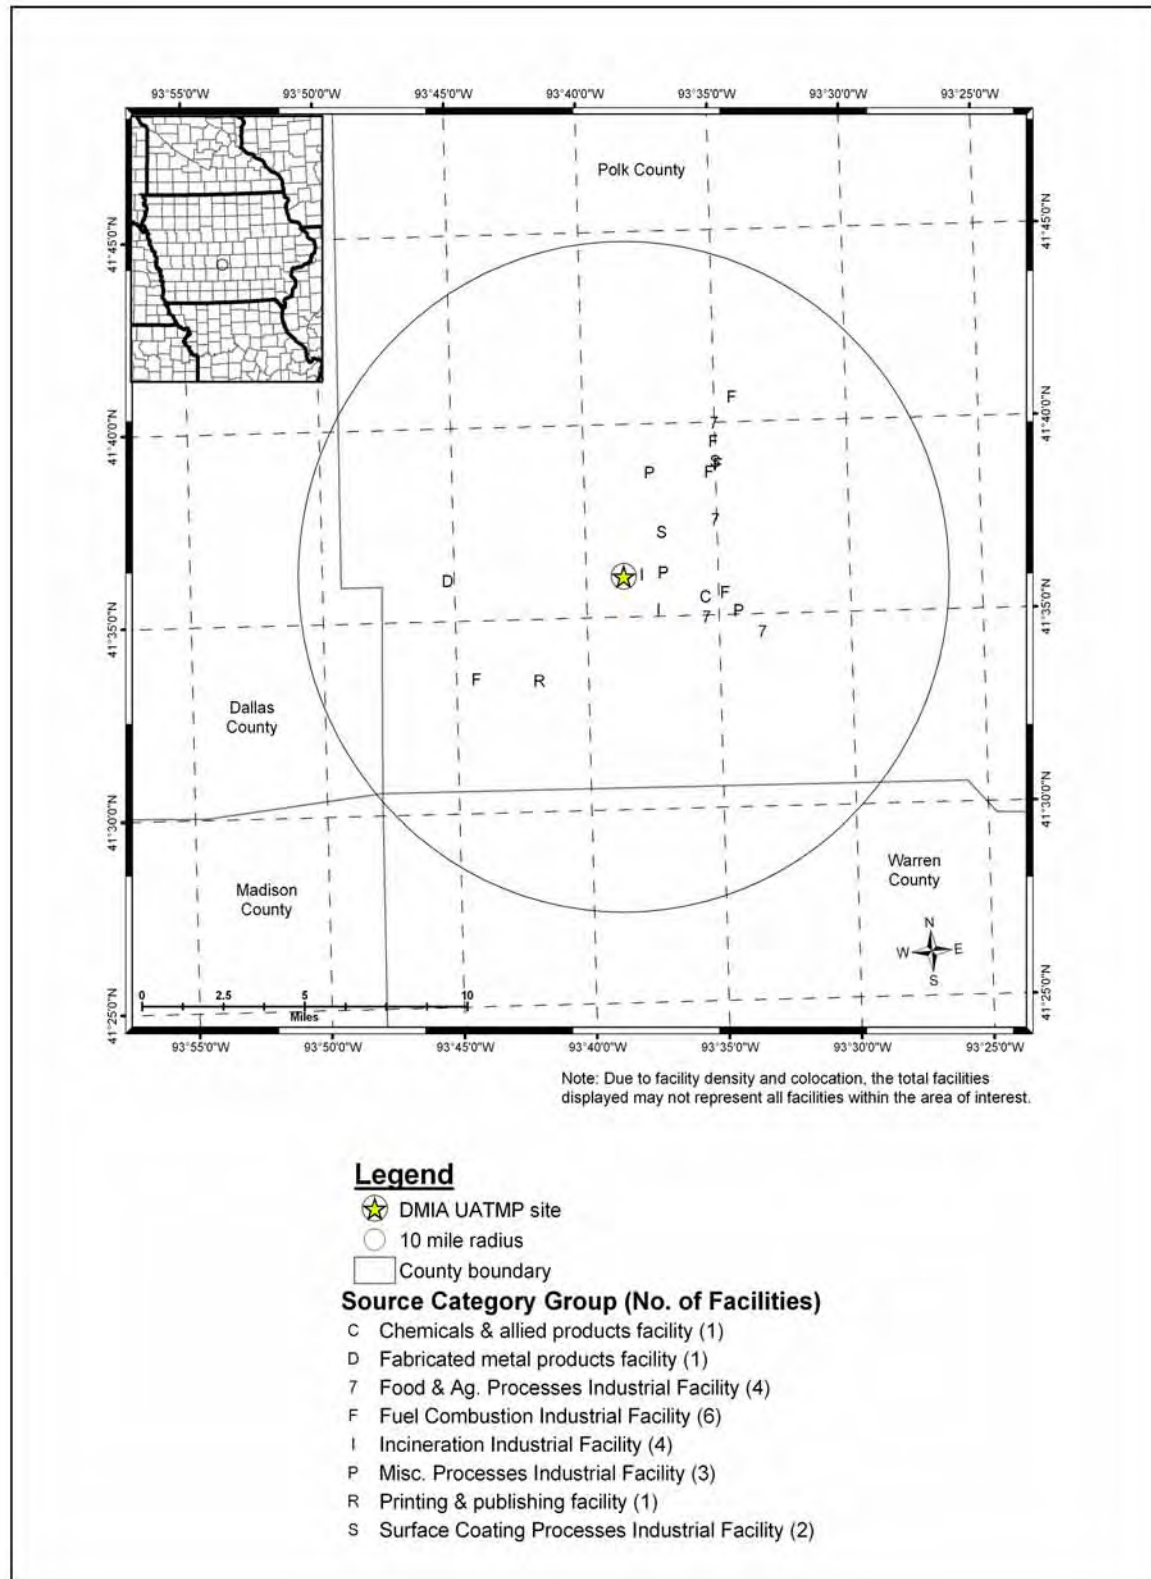 93°55'0"W 93°50'0"W 93°45'0"W 93°40'0"W 93°35'0"W 93°30'0"W 93°25'0"W
Polk County
41°45'0"N 41°45'0"N
F
41°40'0"N 7 41°40'0"N
F
S
P F F
7
S
D I P
C F
41°35'0"N I 7 P 41°35'0"N
7
F R
Dallas
County
41°30'0"N 41°30'0"N
Warren
County
Madison
County
N
W E
S
0 2.5 5 10
Miles
41°25'0"N 41°25'0"N
93°55'0"W 93°50'0"W 93°45'0"W 93°40'0"W 93°35'0"W 93°30'0"W 93°25'0"W
Note: Due to facility density and colocation, the total facilities
displayed may not represent all facilities within the area of interest.
Legend
DMIA UATMP site
10 mile radius
County boundary
Source Category Group (No. of Facilities)
C Chemicals & allied products facility (1)
D Fabricated metal products facility (1)
7 Food & Ag. Processes Industrial Facility (4)
F Fuel Combustion Industrial Facility (6)
I Incineration Industrial Facility (4)
P Misc. Processes Industrial Facility (3)
R Printing & publishing facility (1)
S Surface Coating Processes Industrial Facility (2)